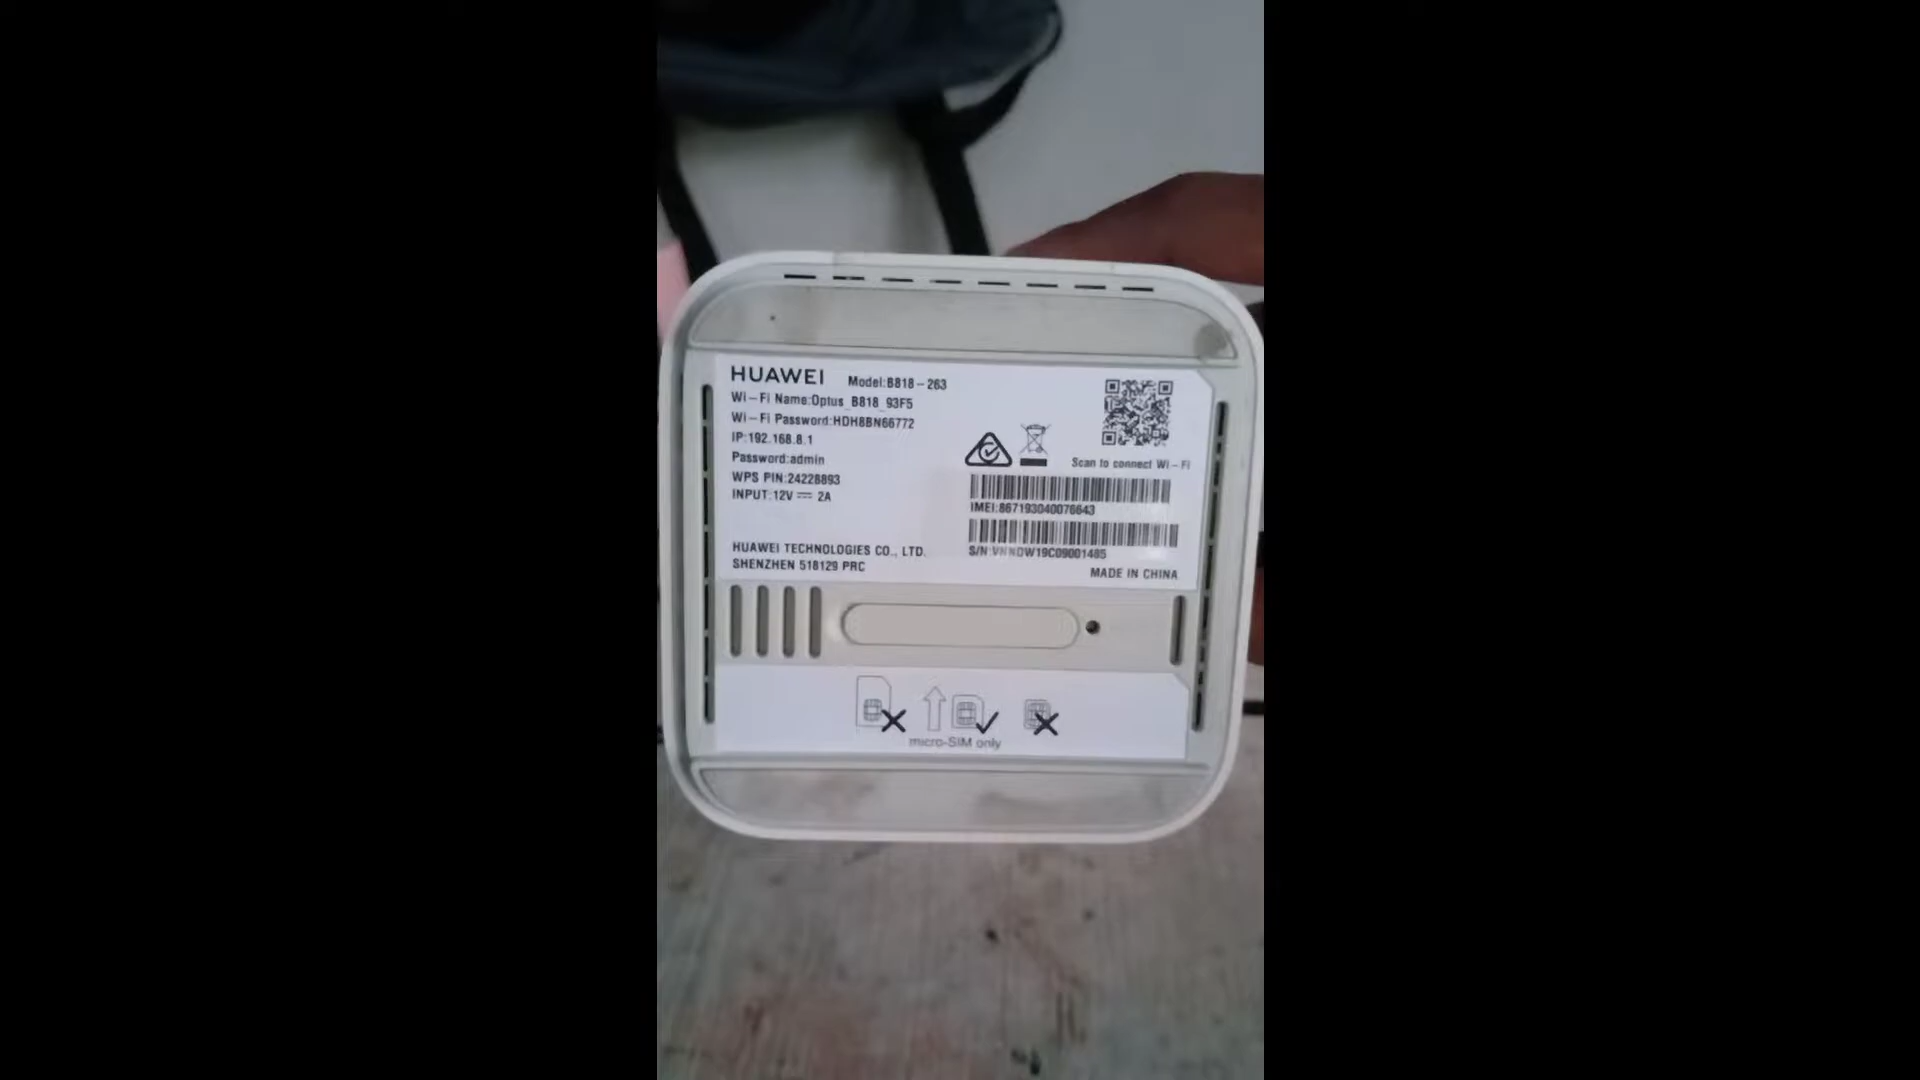 HUAWEI Model:B818-263
Wi-Fi Name:Optus_B818_93F5
Wi-Fi Password:HDH8BN66772
IP:192.168.8.1
Password:admin
WPS PIN:24228893
INPUT:12V ⎓ 2A
Scan to connect Wi-Fi
IMEI:867193040076643
S/N:VNNDW19C09001485
HUAWEI TECHNOLOGIES CO., LTD.
SHENZHEN 518129 PRC
MADE IN CHINA
micro-SIM only